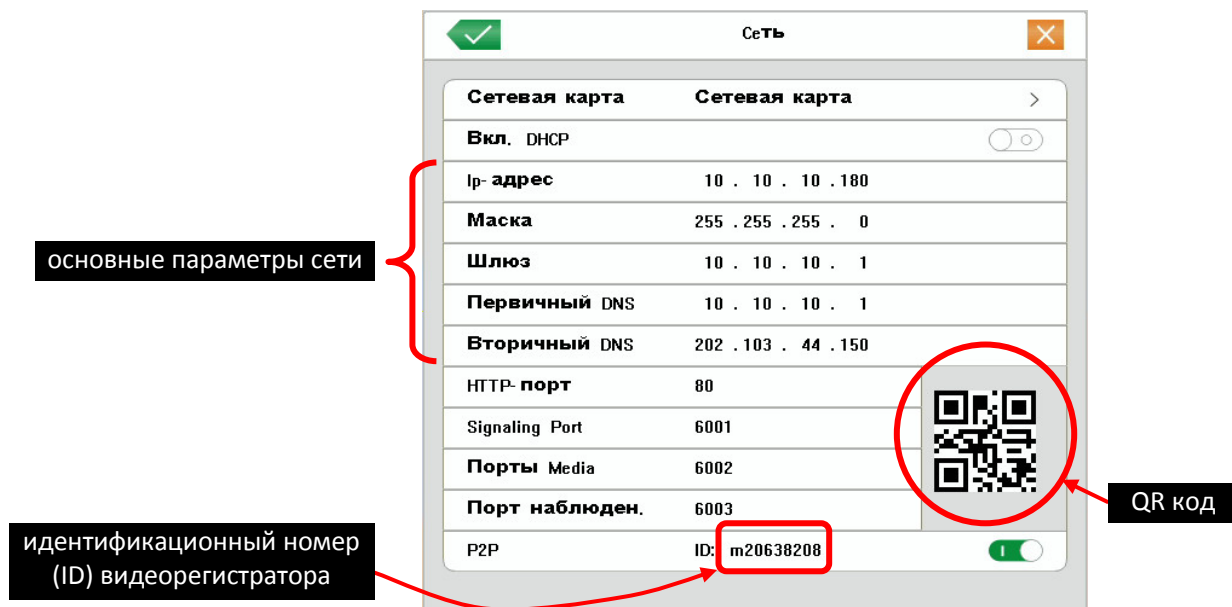 Сеть
Сетевая карта Сетевая карта >
Вкл. DHCP
Ip-адрес 10 . 10 . 10 .180
Маска 255 .255 .255 . 0
основные параметры сети
Шлюз 10 . 10 . 10 . 1
Первичный DNS 10 . 10 . 10 . 1
Вторичный DNS 202 .103 . 44 .150
HTTP-порт 80
Signaling Port 6001
Порты Media 6002
QR код
Порт наблюден. 6003
P2P ID: m20638208
идентификационный номер
(ID) видеорегистратора